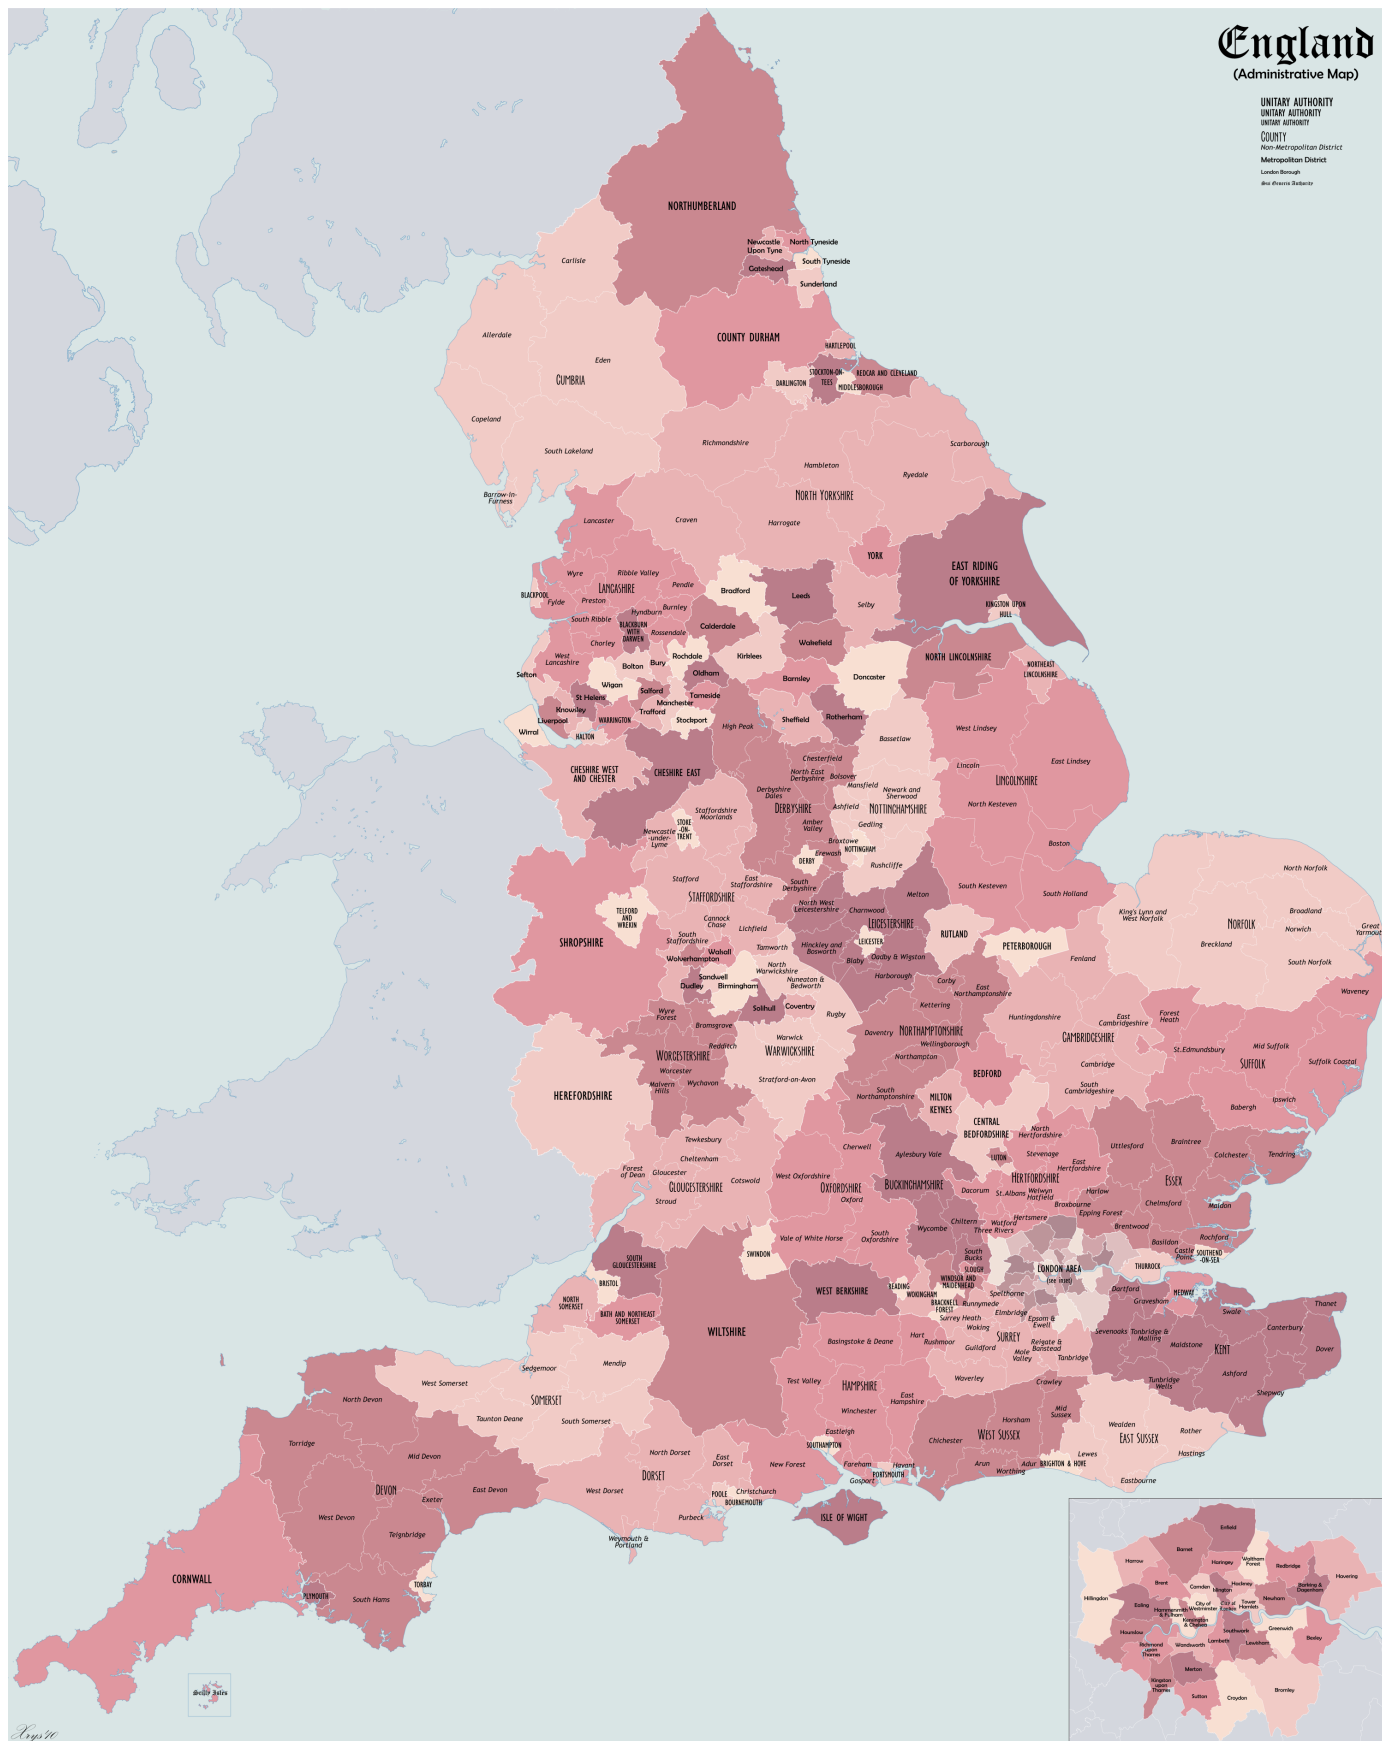 England
(Administrative Map)
UNITARY AUTHORITY
UNITARY AUTHORITY
UNITARY AUTHORITY
COUNTY
Non-Metropolitan District
Metropolitan District
London Borough
Sui Generis Authority
NORTHUMBERLAND
Newcastle
Upon Tyne
North Tyneside
South Tyneside
Gateshead
Sunderland
Carlisle
Allerdale
Eden
CUMBRIA
Copeland
South Lakeland
Barrow-In-
Furness
COUNTY DURHAM
HARTLEPOOL
STOCKTON-ON-
TEES
REDCAR AND CLEVELAND
DARLINGTON
MIDDLESBOROUGH
Richmondshire
Hambleton
Scarborough
Ryedale
NORTH YORKSHIRE
Craven
Harrogate
YORK
Selby
EAST RIDING
OF YORKSHIRE
KINGSTON UPON
HULL
Lancaster
Wyre
Ribble Valley
LANCASHIRE
Pendle
BLACKPOOL
Fylde
Preston
Burnley
Hyndburn
South Ribble
BLACKBURN
WITH
DARWEN
Rossendale
Chorley
West
Lancashire
Bradford
Leeds
Calderdale
Wakefield
Kirklees
Sefton
Bolton
Bury
Rochdale
Oldham
Wigan
Salford
Tameside
Manchester
Trafford
Stockport
St Helens
Knowsley
Liverpool
WARRINGTON
Wirral
HALTON
Barnsley
Doncaster
Sheffield
Rotherham
NORTH LINCOLNSHIRE
NORTHEAST
LINCOLNSHIRE
West Lindsey
East Lindsey
Lincoln
LINCOLNSHIRE
North Kesteven
Boston
South Kesteven
South Holland
CHESHIRE WEST
AND CHESTER
CHESHIRE EAST
High Peak
Chesterfield
North East
Derbyshire
Bolsover
Derbyshire
Dales
DERBYSHIRE
Amber
Valley
Erewash
DERBY
South
Derbyshire
Bassetlaw
Mansfield
Newark and
Sherwood
Ashfield
NOTTINGHAMSHIRE
Gedling
Broxtowe
NOTTINGHAM
Rushcliffe
Staffordshire
Moorlands
STOKE
-ON-
TRENT
Newcastle
-under-
Lyme
Stafford
East
Staffordshire
STAFFORDSHIRE
Cannock
Chase
Lichfield
South
Staffordshire
Tamworth
SHROPSHIRE
TELFORD
AND
WREKIN
Walsall
Wolverhampton
Sandwell
Dudley
Birmingham
Solihull
Coventry
North West
Leicestershire
Charnwood
Melton
LEICESTERSHIRE
LEICESTER
Hinckley and
Bosworth
Blaby
Oadby & Wigston
Harborough
RUTLAND
PETERBOROUGH
North
Warwickshire
Nuneaton &
Bedworth
Rugby
Warwick
WARWICKSHIRE
Stratford-on-Avon
HEREFORDSHIRE
Wyre
Forest
Bromsgrove
Redditch
WORCESTERSHIRE
Worcester
Malvern
Hills
Wychavon
Corby
East
Northamptonshire
Kettering
Daventry
NORTHAMPTONSHIRE
Wellingborough
Northampton
South
Northamptonshire
Fenland
Huntingdonshire
East
Cambridgeshire
CAMBRIDGESHIRE
Cambridge
South
Cambridgeshire
North Norfolk
King's Lynn and
West Norfolk
Broadland
NORFOLK
Norwich
Great
Yarmout
Breckland
South Norfolk
Waveney
Forest
Heath
St.Edmundsbury
Mid Suffolk
SUFFOLK
Suffolk Coastal
Ipswich
Babergh
BEDFORD
MILTON
KEYNES
CENTRAL
BEDFORDSHIRE
LUTON
North
Hertfordshire
Stevenage
East
Hertfordshire
HERTFORDSHIRE
Dacorum
St.Albans
Welwyn
Hatfield
Broxbourne
Watford
Hertsmere
Three Rivers
Uttlesford
Braintree
Colchester
Tendring
ESSEX
Harlow
Chelmsford
Maldon
Epping Forest
Brentwood
Basildon
Rochford
Castle
Point
SOUTHEND
-ON-SEA
THURROCK
Aylesbury Vale
BUCKINGHAMSHIRE
Wycombe
Chiltern
South
Bucks
Cherwell
West Oxfordshire
OXFORDSHIRE
Oxford
Vale of White Horse
South
Oxfordshire
Tewkesbury
Cheltenham
Forest
of Dean
Gloucester
GLOUCESTERSHIRE
Cotswold
Stroud
SWINDON
SOUTH
GLOUCESTERSHIRE
BRISTOL
NORTH
SOMERSET
BATH AND NORTHEAST
SOMERSET
WILTSHIRE
WEST BERKSHIRE
READING
WOKINGHAM
BRACKNELL
FOREST
WINDSOR AND
MAIDENHEAD
SLOUGH
LONDON AREA
(see inset)
Spelthorne
Runnymede
Elmbridge
Surrey Heath
Woking
Epsom &
Ewell
SURREY
Guildford
Mole
Valley
Reigate &
Banstead
Tanbridge
Waverley
Dartford
Gravesham
MEDWAY
Swale
Thanet
Canterbury
Sevenoaks
Tonbridge &
Malling
Maidstone
KENT
Dover
Ashford
Tunbridge
Wells
Shepway
Basingstoke & Deane
Hart
Rushmoor
Test Valley
HAMPSHIRE
East
Hampshire
Winchester
Eastleigh
SOUTHAMPTON
New Forest
Fareham
Havant
Gosport
PORTSMOUTH
ISLE OF WIGHT
Crawley
Mid
Sussex
Horsham
WEST SUSSEX
Chichester
Arun
Worthing
Adur
BRIGHTON & HOVE
Wealden
EAST SUSSEX
Rother
Lewes
Hastings
Eastbourne
Sedgemoor
Mendip
West Somerset
SOMERSET
Taunton Deane
South Somerset
North Dorset
East
Dorset
DORSET
West Dorset
POOLE
Christchurch
BOURNEMOUTH
Purbeck
Weymouth &
Portland
North Devon
Torridge
Mid Devon
DEVON
East Devon
Exeter
West Devon
Teignbridge
TORBAY
PLYMOUTH
South Hams
CORNWALL
Scilly Isles
Enfield
Barnet
Harrow
Haringey
Waltham
Forest
Redbridge
Havering
Brent
Camden
Islington
Hackney
Barking &
Dagenham
Hillingdon
Ealing
City of
Westminster
City of
London
Tower
Hamlets
Newham
Hammersmith
& Fulham
Kensington
& Chelsea
Southwark
Greenwich
Hounslow
Bexley
Richmond
upon
Thames
Wandsworth
Lambeth
Lewisham
Merton
Kingston
upon
Thames
Sutton
Croydon
Bromley
Xrys40